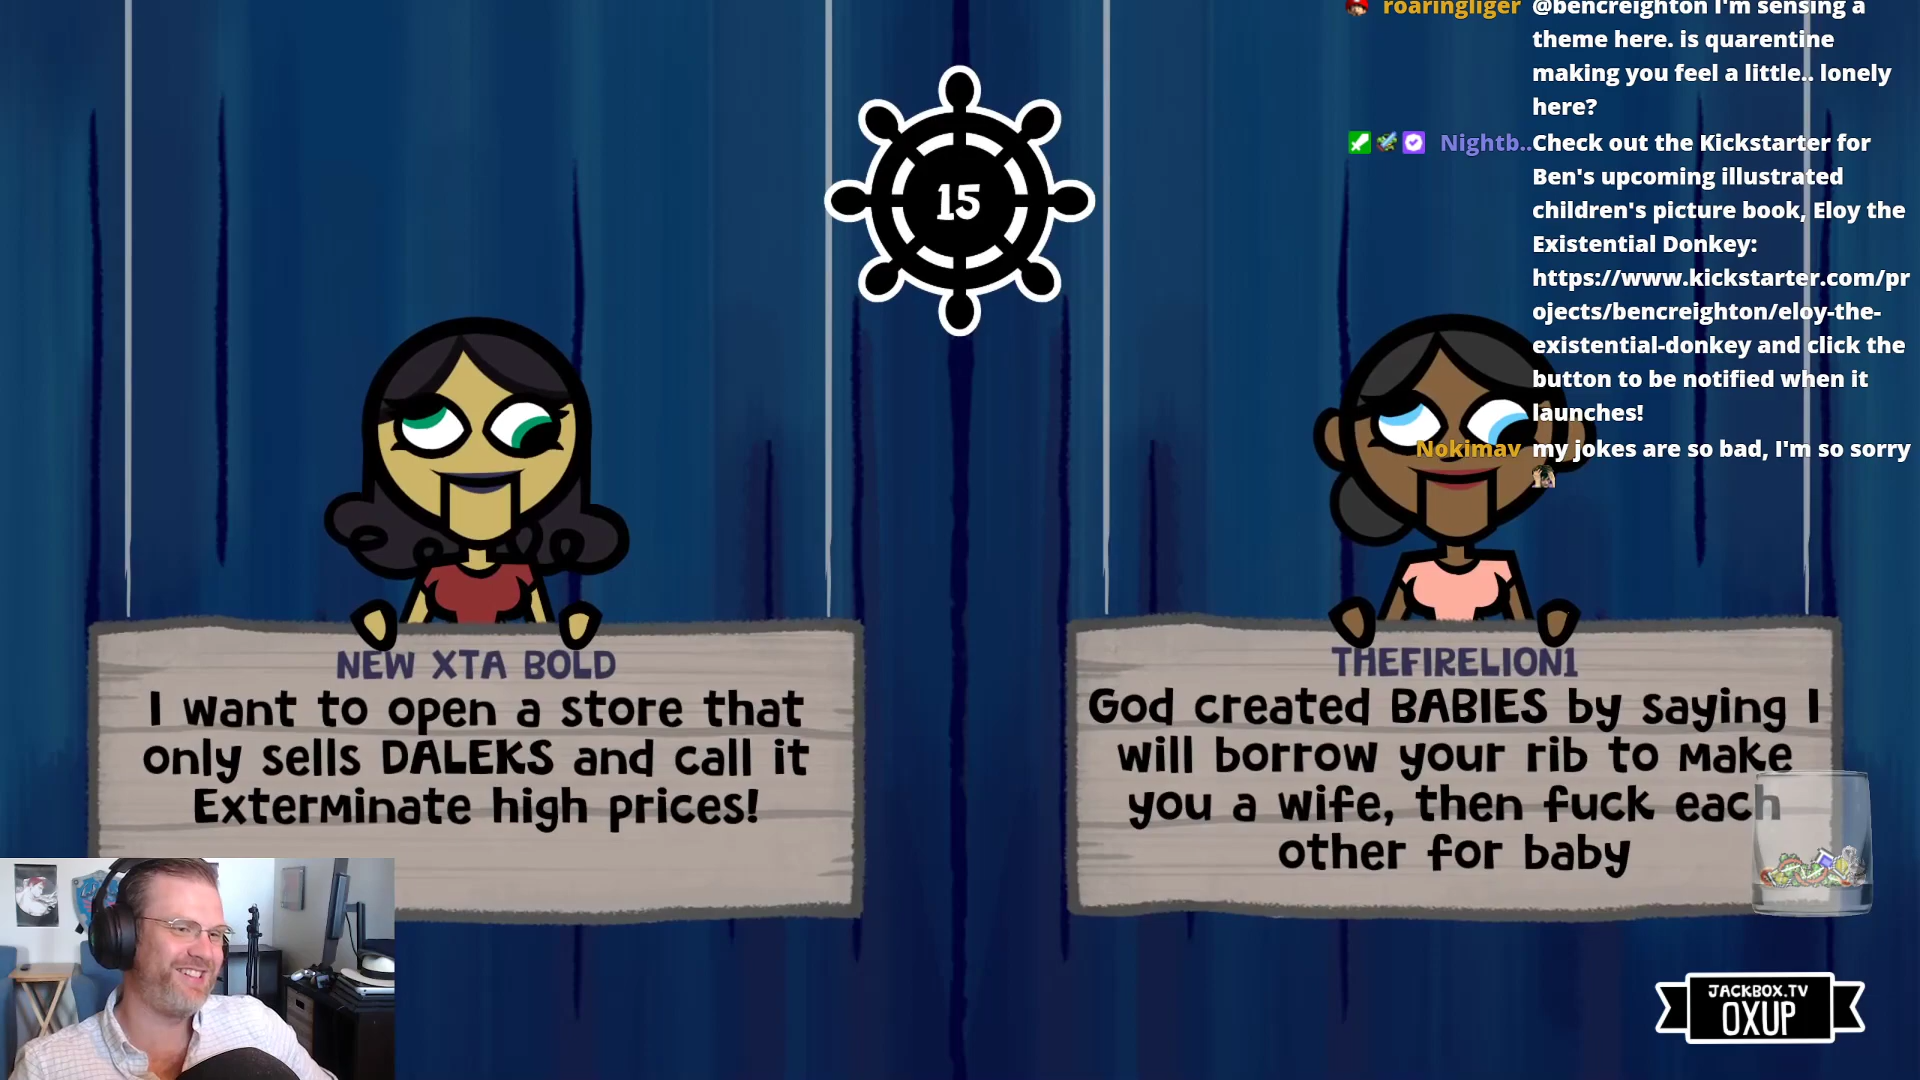 roaringliger @bencreighton I'm sensing a
theme here. is quarentine
making you feel a little.. lonely
here?
Nightb.. Check out the Kickstarter for
Ben's upcoming illustrated
children's picture book, Eloy the
Existential Donkey:
https://www.kickstarter.com/pr
ojects/bencreighton/eloy-the-
existential-donkey and click the
button to be notified when it
launches!
Nokimav my jokes are so bad, I'm so sorry
15
NEW XTA BOLD
I want to open a store that
only sells DALEKS and call it
Exterminate high prices!
THEFIRELION1
God created BABIES by saying I
will borrow your rib to make
you a wife, then fuck each
other for baby
JACKBOX.TV
OXUP